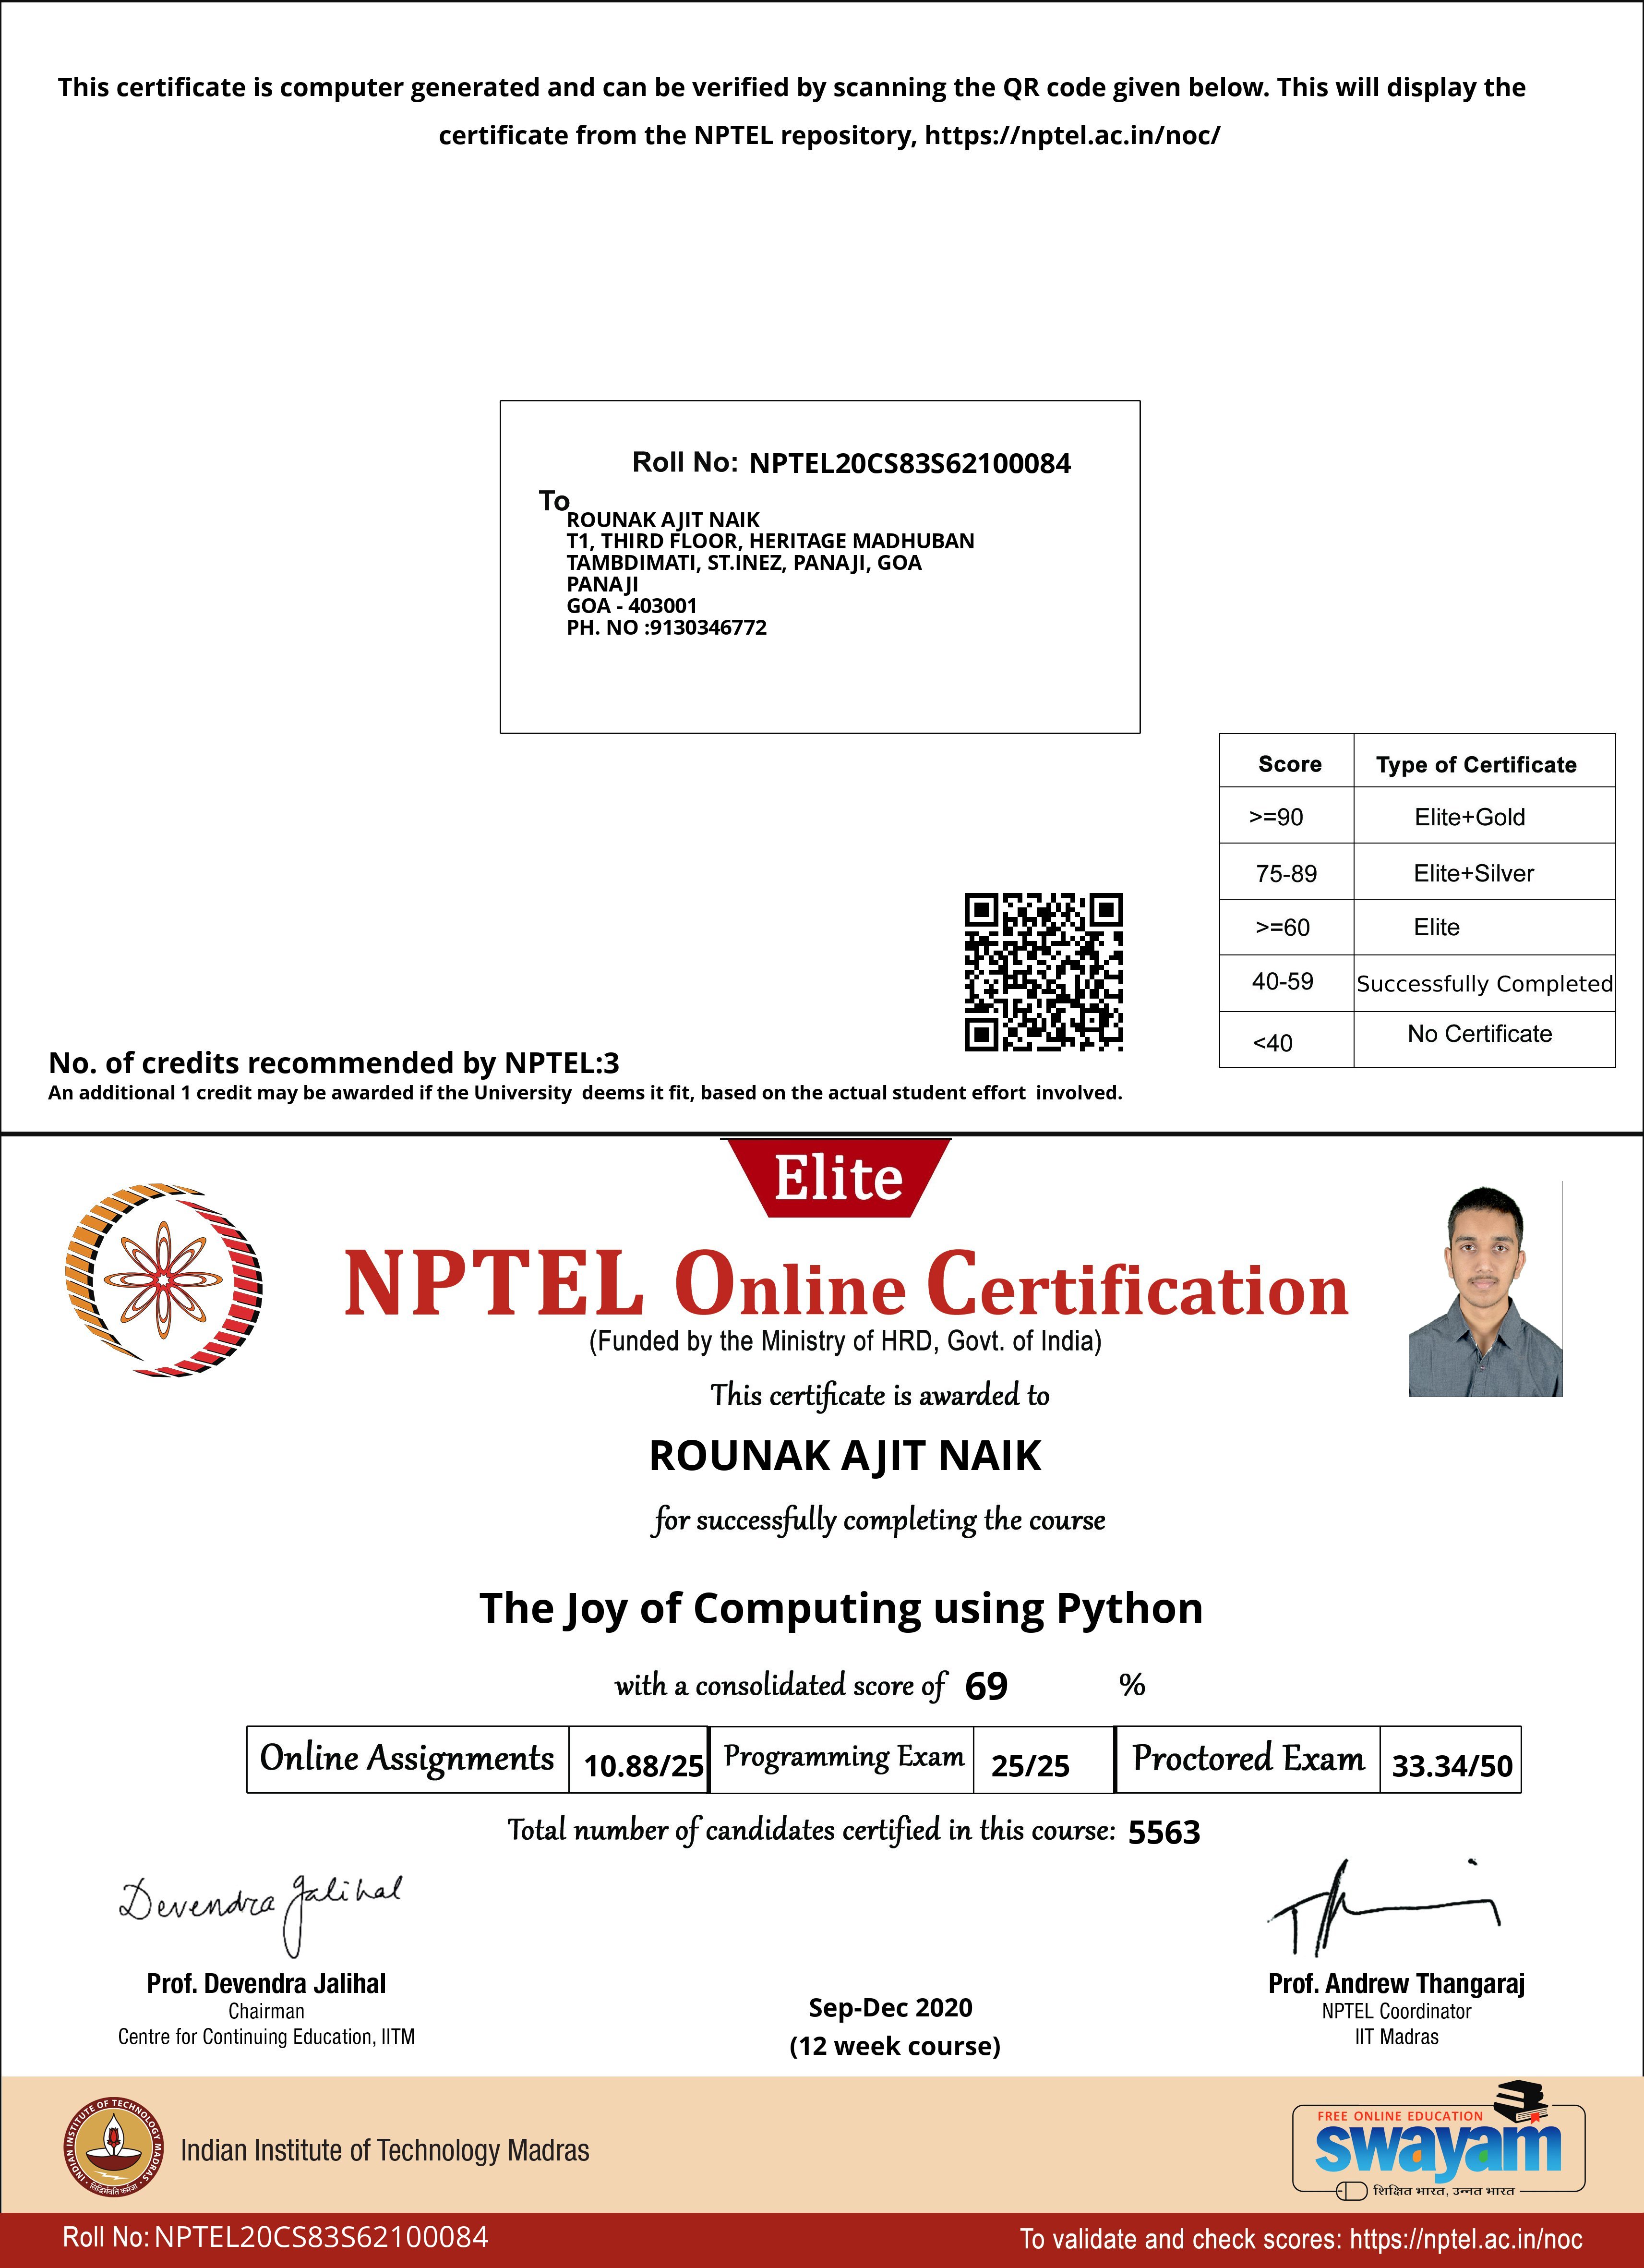 This certificate is computer generated and can be verified by scanning the QR code given below. This will display the
certificate from the NPTEL repository, https://nptel.ac.in/noc/
Roll No: NPTEL20CS83S62100084
To
ROUNAK AJIT NAIK
T1, THIRD FLOOR, HERITAGE MADHUBAN
TAMBDIMATI, ST.INEZ, PANAJI, GOA
PANAJI
GOA - 403001
PH. NO :9130346772
Score Type of Certificate
>=90 Elite+Gold
75-89 Elite+Silver
>=60 Elite
40-59 Successfully Completed
<40 No Certificate
No. of credits recommended by NPTEL:3
An additional 1 credit may be awarded if the University deems it fit, based on the actual student effort involved.
Elite
NPTEL Online Certification
(Funded by the Ministry of HRD, Govt. of India)
This certificate is awarded to
ROUNAK AJIT NAIK
for successfully completing the course
The Joy of Computing using Python
with a consolidated score of 69 %
Online Assignments 10.88/25 Programming Exam 25/25 Proctored Exam 33.34/50
Total number of candidates certified in this course: 5563
Devendra Jalihal
Prof. Devendra Jalihal
Chairman
Centre for Continuing Education, IITM
Sep-Dec 2020
(12 week course)
Prof. Andrew Thangaraj
NPTEL Coordinator
IIT Madras
INDIAN INSTITUTE OF TECHNOLOGY MADRAS
सिद्धिर्भवति कर्मजा
Indian Institute of Technology Madras
FREE ONLINE EDUCATION
swayam
शिक्षित भारत, उन्नत भारत
Roll No: NPTEL20CS83S62100084
To validate and check scores: https://nptel.ac.in/noc